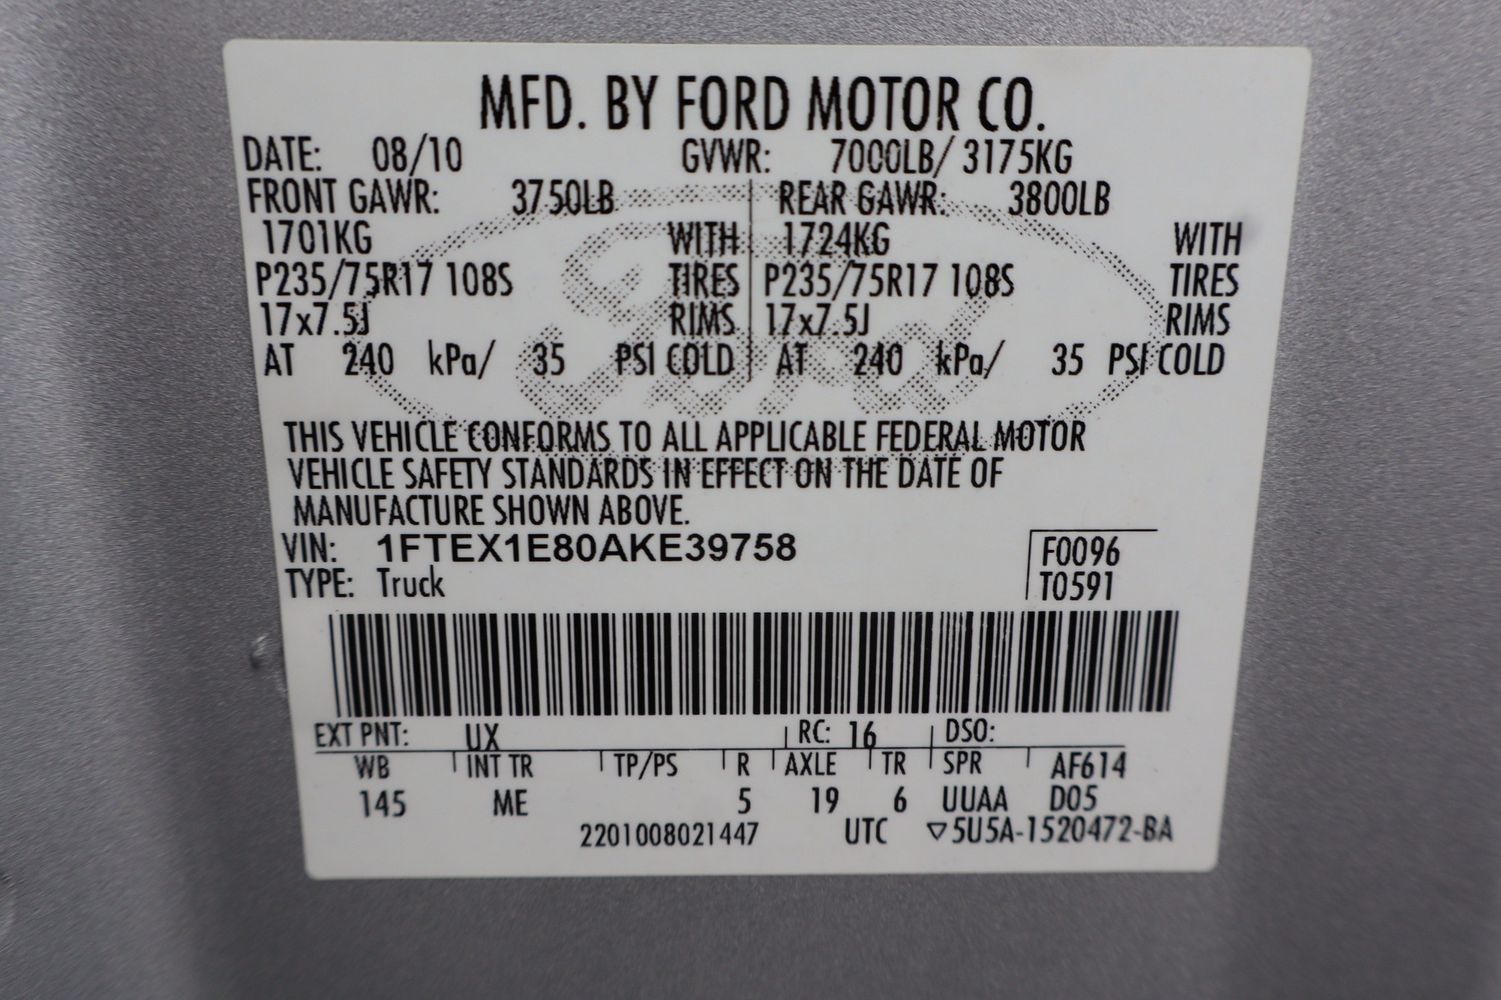 MFD. BY FORD MOTOR CO.
DATE: 08/10 GVWR: 7000LB/ 3175KG
FRONT GAWR: 3750LB REAR GAWR: 3800LB
1701KG WITH 1724KG WITH
P235/75R17 108S TIRES P235/75R17 108S TIRES
17x7.5J RIMS 17x7.5J RIMS
AT 240 kPa/ 35 PSI COLD AT 240 kPa/ 35 PSI COLD
Ford
THIS VEHICLE CONFORMS TO ALL APPLICABLE FEDERAL MOTOR
VEHICLE SAFETY STANDARDS IN EFFECT ON THE DATE OF
MANUFACTURE SHOWN ABOVE.
VIN: 1FTEX1E80AKE39758 F0096
TYPE: Truck T0591
EXT PNT: UX RC: 16 DSO:
WB INT TR TP/PS R AXLE TR SPR AF614
145 ME 5 19 6 UUAA D05
2201008021447 UTC ▽5U5A-1520472-BA